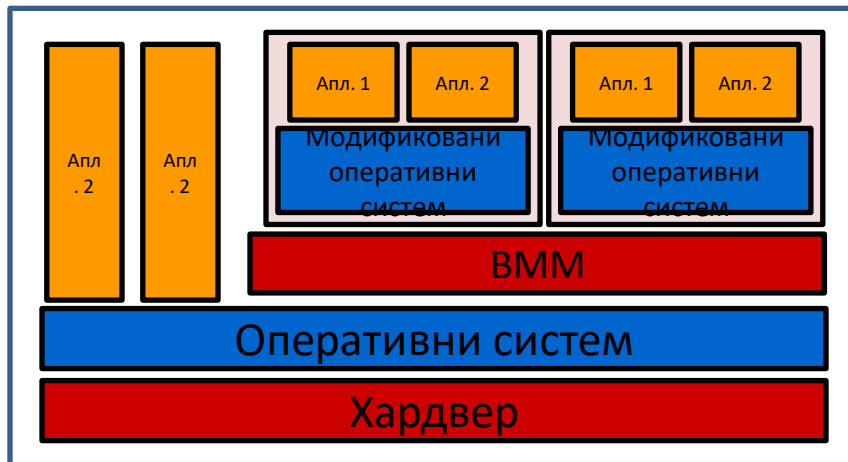 Апл. 1
Апл. 2
Апл. 1
Апл. 2
Апл
. 2
Апл
. 2
Модификовани
оперативни
систем
Модификовани
оперативни
систем
ВММ
Оперативни систем
Хардвер